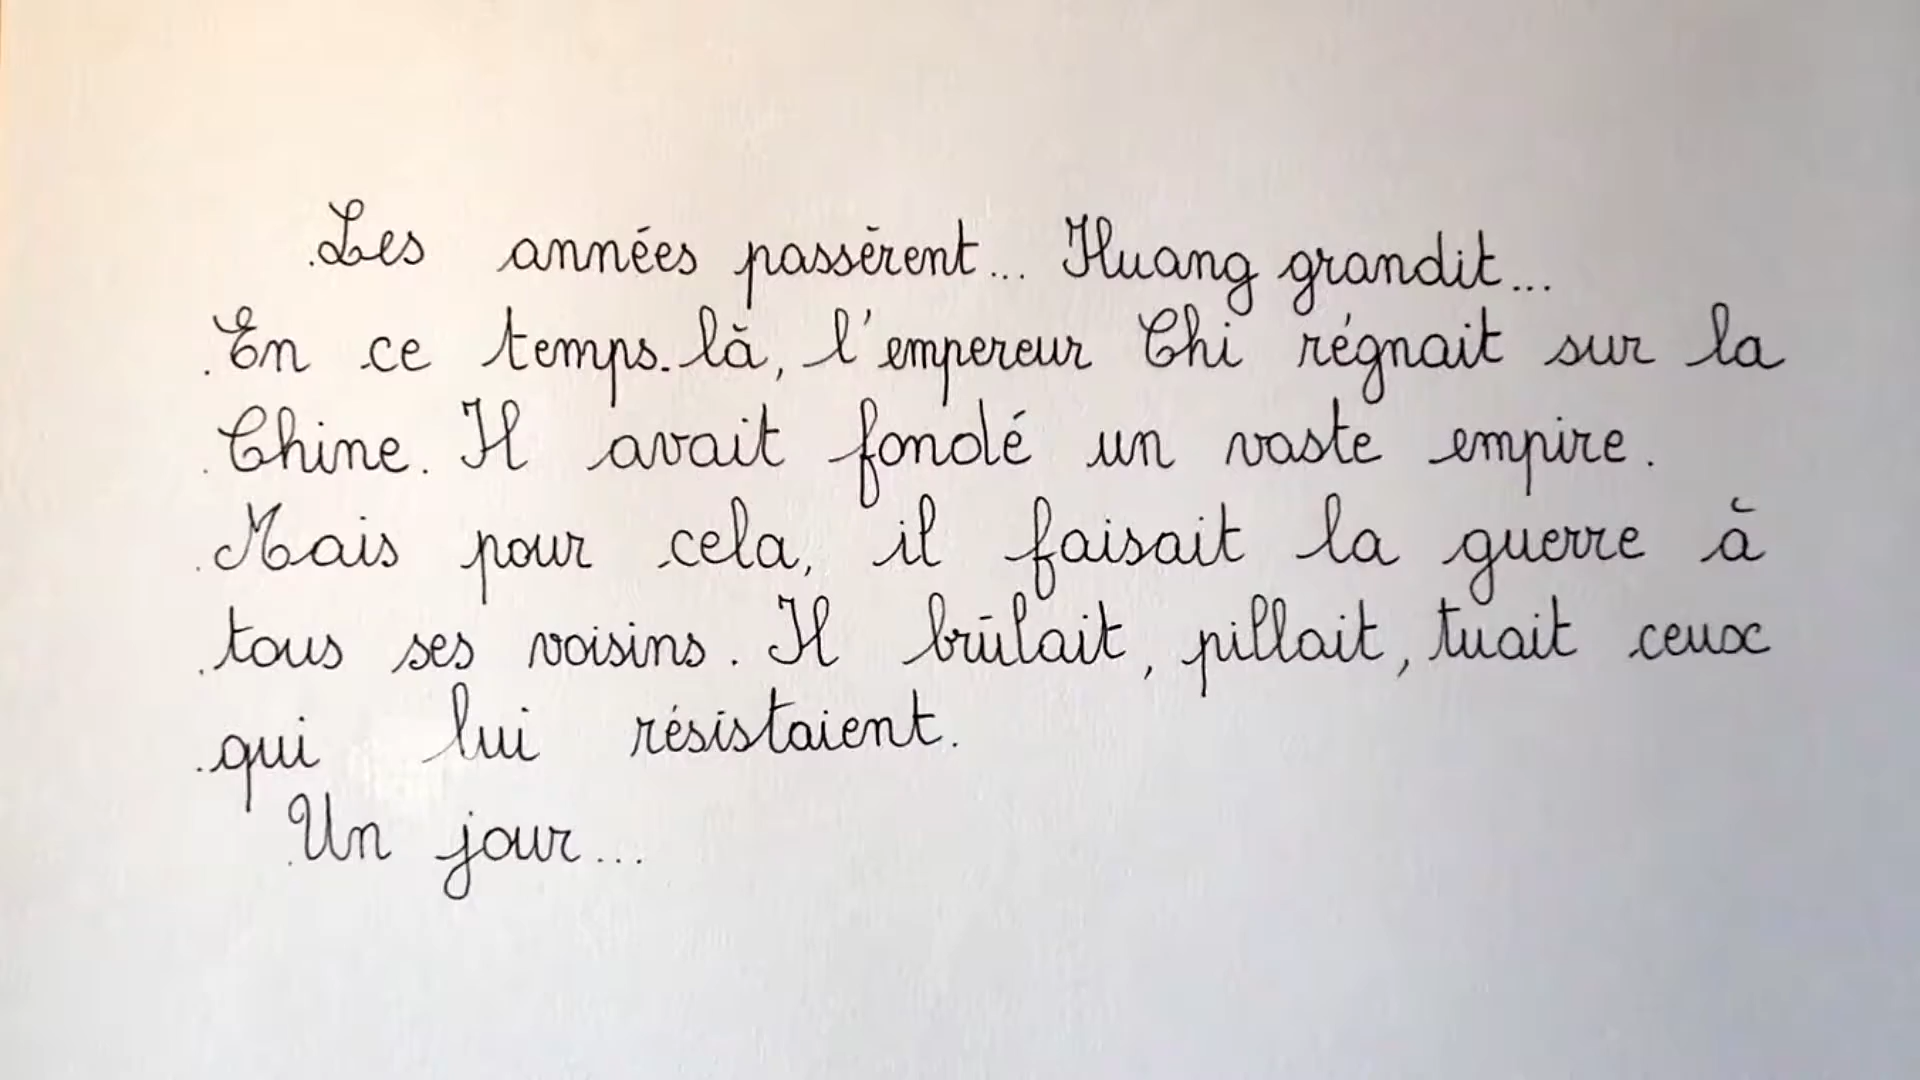 Les années passèrent... Huang grandit...
En ce temps-là, l'empereur Chi régnait sur la
Chine. Il avait fondé un vaste empire.
Mais pour cela, il faisait la guerre à
tous ses voisins. Il brûlait, pillait, tuait ceux
qui lui résistaient.
Un jour...